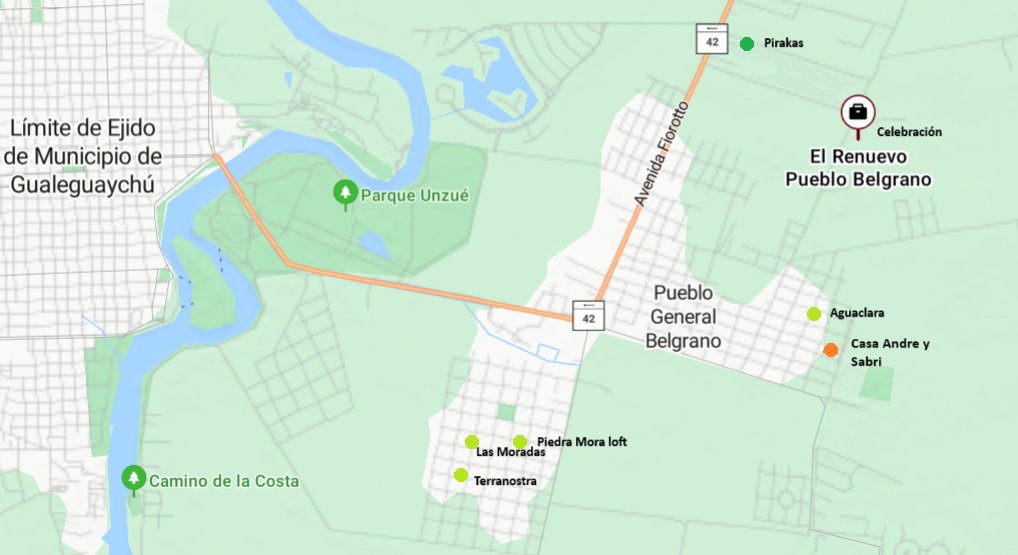 42
Pirakas
Límite de Ejido
de Municipio de
Gualeguaychú
Avenida Fiorotto
Celebración
El Renuevo
Pueblo Belgrano
Parque Unzué
Pueblo
General
Belgrano
42
Aguaclara
Casa Andre y
Sabri
Piedra Mora loft
Las Moradas
Terranostra
Camino de la Costa